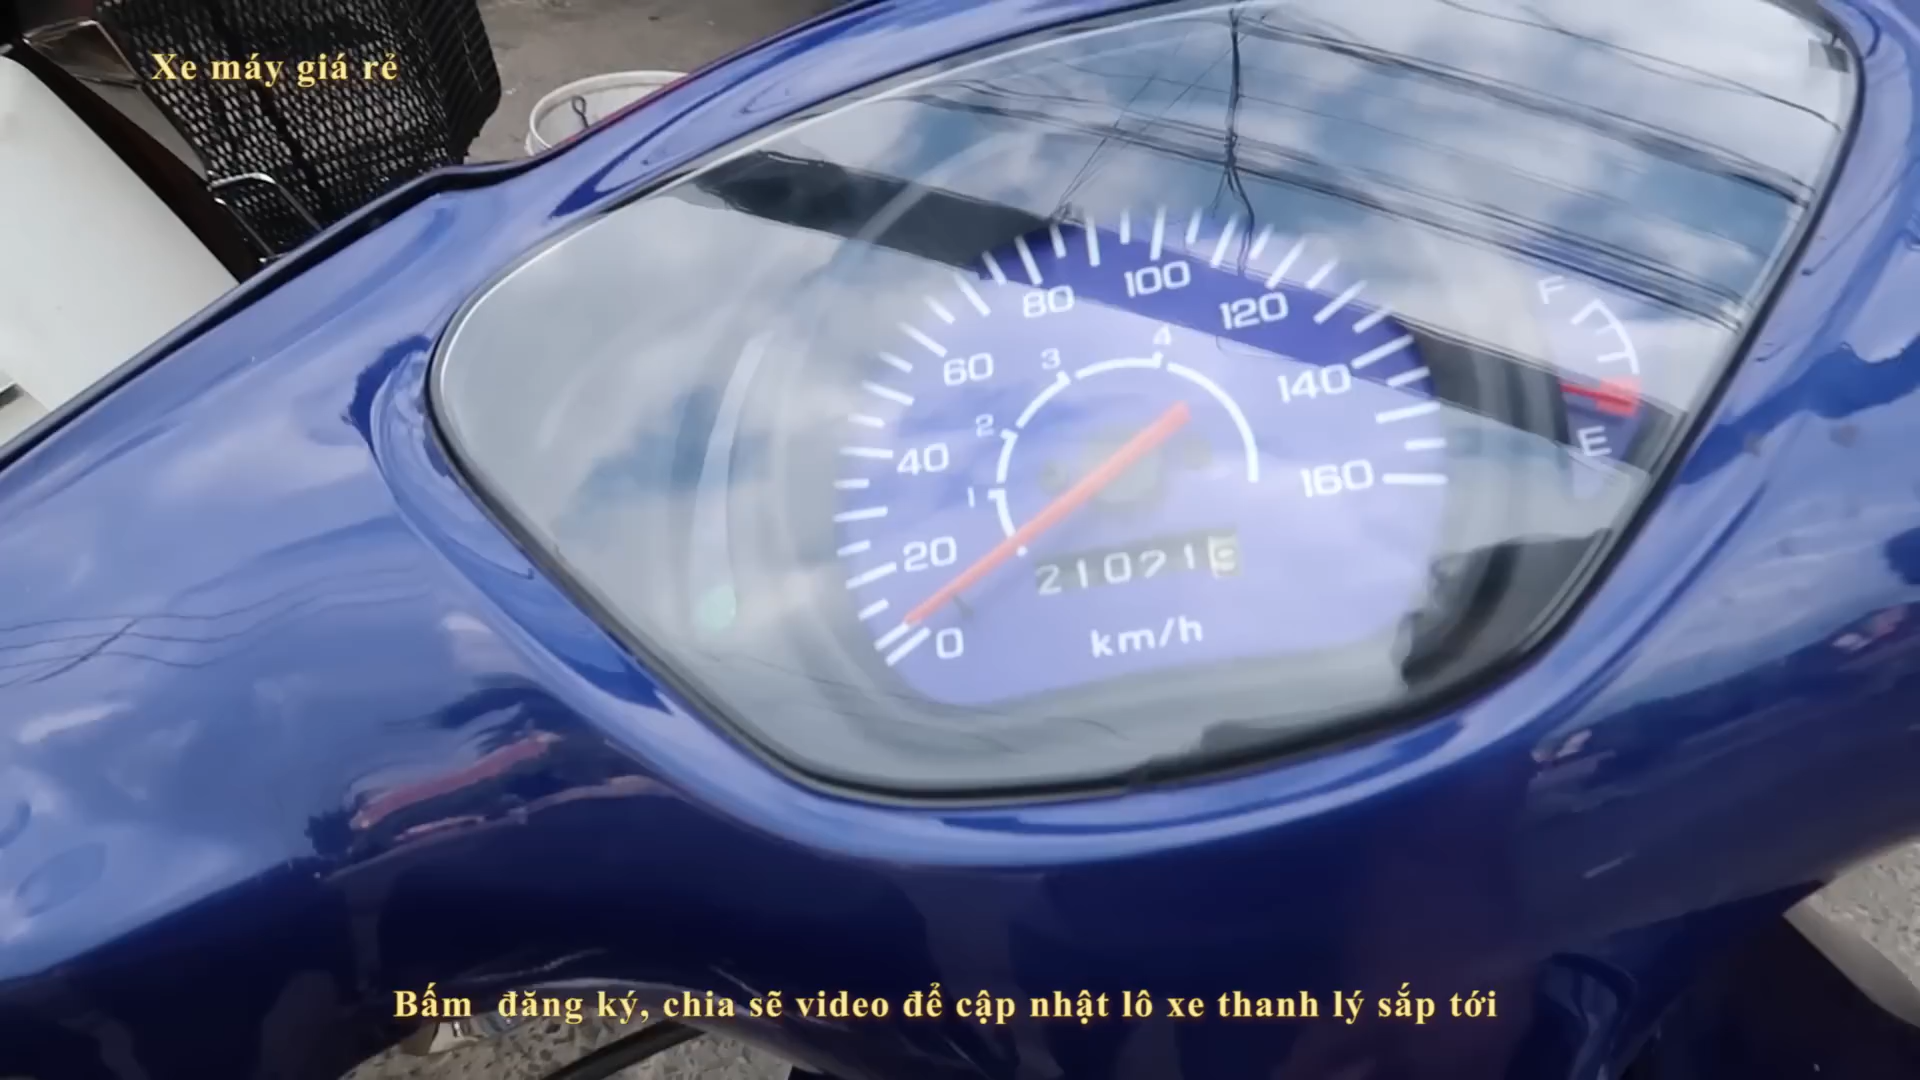 Xe máy giá rẻ
80
100
120
60
3
4
140
2
40
1
160
20
0
km/h
F
E
Bấm đăng ký, chia sẽ video để cập nhật lô xe thanh lý sắp tới